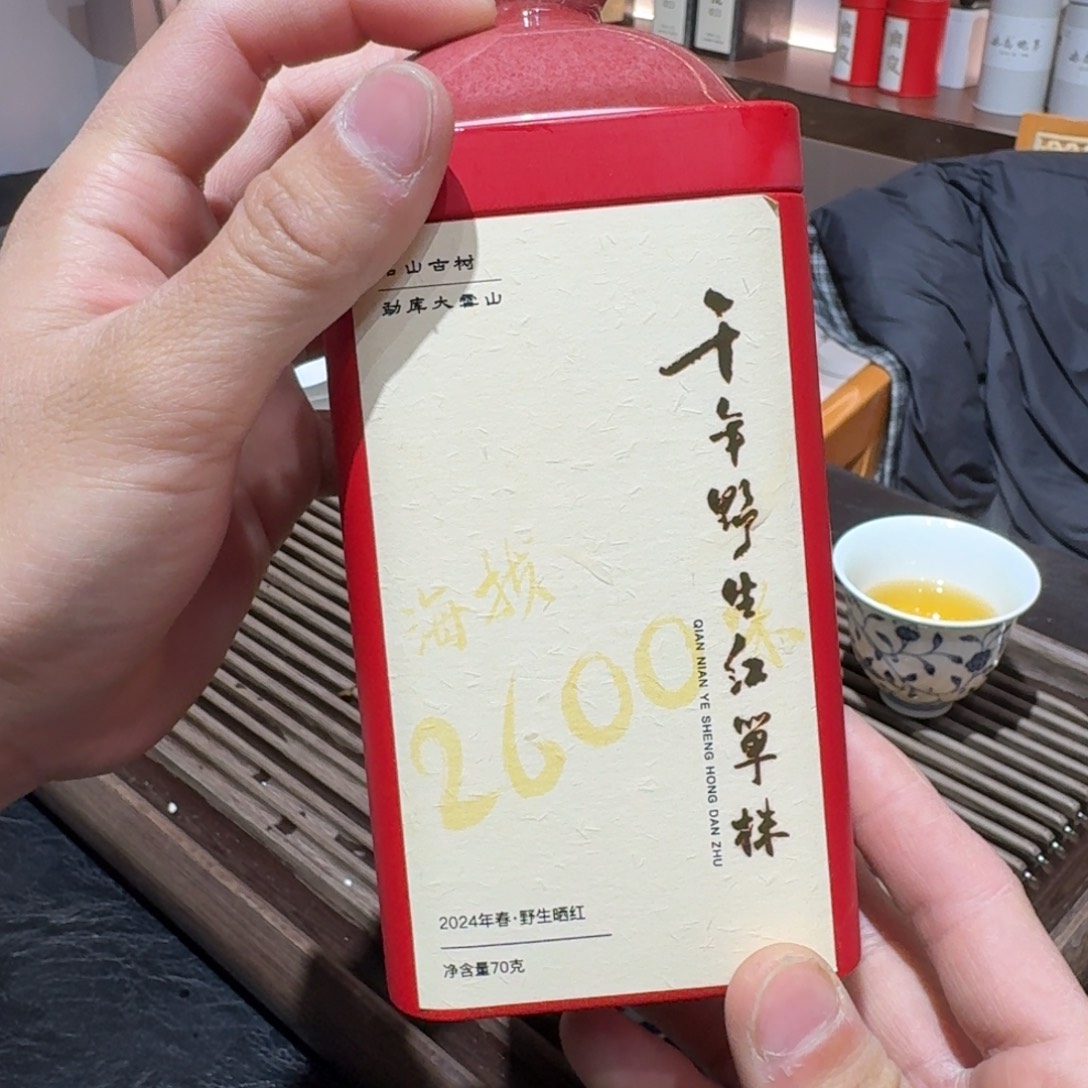 山古树
勐库大雪山
千年野生红單株
QIAN NIAN YE SHENG HONG DAN ZHU
海拔
2600米
2024年春·野生晒红
净含量70克